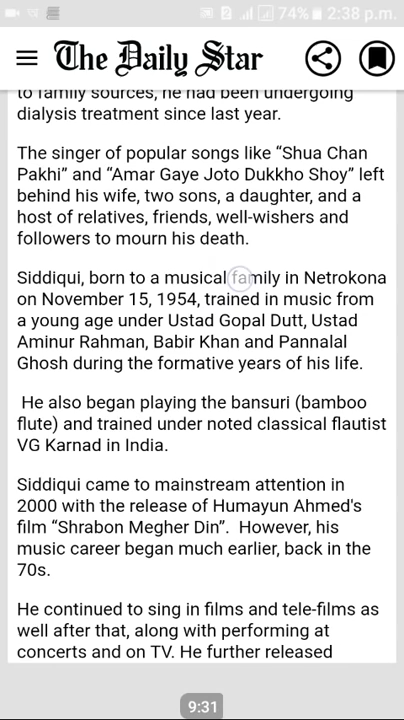 74% 2:38 p.m.
The Daily Star
to family sources, he had been undergoing
dialysis treatment since last year.
The singer of popular songs like “Shua Chan
Pakhi” and “Amar Gaye Joto Dukkho Shoy” left
behind his wife, two sons, a daughter, and a
host of relatives, friends, well-wishers and
followers to mourn his death.
Siddiqui, born to a musical family in Netrokona
on November 15, 1954, trained in music from
a young age under Ustad Gopal Dutt, Ustad
Aminur Rahman, Babir Khan and Pannalal
Ghosh during the formative years of his life.
He also began playing the bansuri (bamboo
flute) and trained under noted classical flautist
VG Karnad in India.
Siddiqui came to mainstream attention in
2000 with the release of Humayun Ahmed's
film “Shrabon Megher Din”. However, his
music career began much earlier, back in the
70s.
He continued to sing in films and tele-films as
well after that, along with performing at
concerts and on TV. He further released
9:31